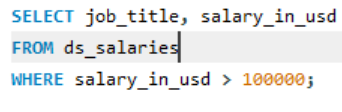 SELECT job_title, salary_in_usd
FROM ds_salaries
WHERE salary_in_usd > 100000;